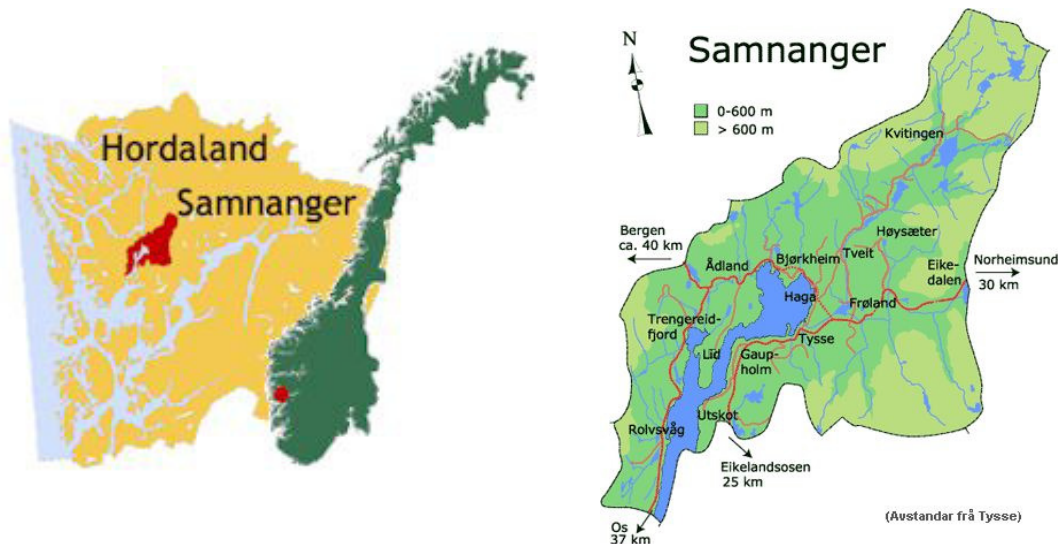 Hordaland
Samnanger
N
Samnanger
0-600 m
> 600 m
Kvitingen
Bergen
ca. 40 km
Høysæter
Tveit
Bjørkheim
Ådland
Eike-
dalen
Norheimsund
30 km
Haga
Frøland
Trengereid-
fjord
Tysse
Līd
Gaup-
holm
Utskot
Rolvsvåg
Eikelandsosen
25 km
Os
37 km
(Avstandar frå Tysse)